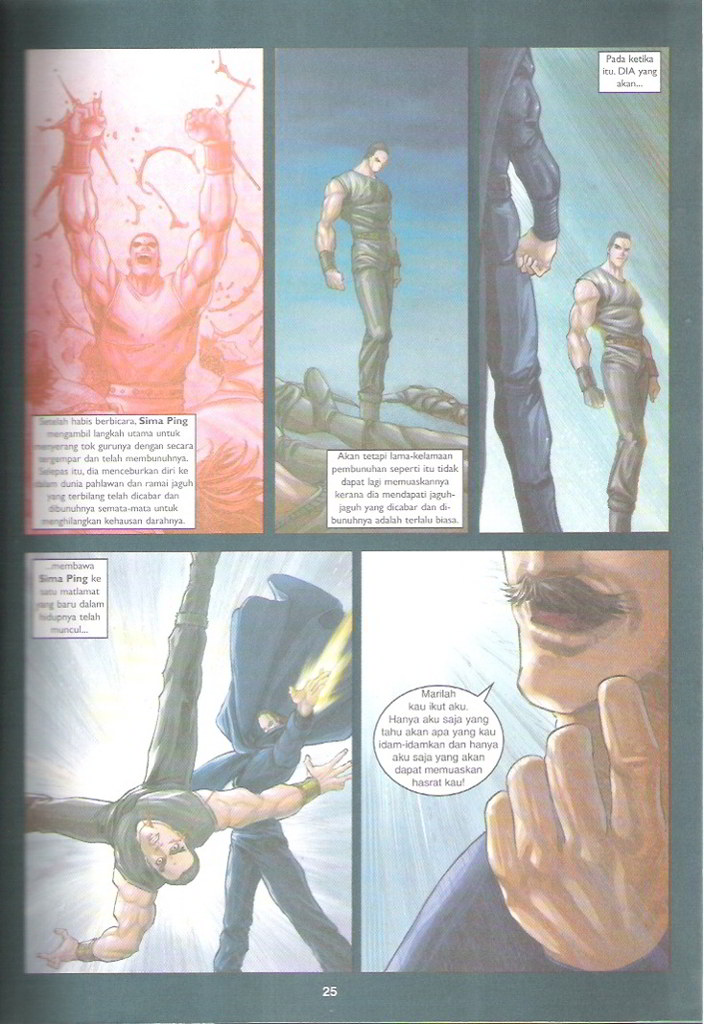 Setelah habis berbicara, Sima Ping
mengambil langkah utama untuk
menyerang tok gurunya dengan secara
tergempar dan telah membunuhnya.
Selepas itu, dia menceburkan diri ke
dalam dunia pahlawan dan ramai jaguh
yang terbilang telah dicabar dan
dibunuhnya semata-mata untuk
menghilangkan kehausan darahnya.
Akan tetapi lama-kelamaan
pembunuhan seperti itu tidak
dapat lagi memuaskannya
kerana dia mendapati jaguh-
jaguh yang dicabar dan di-
bunuhnya adalah terlalu biasa.
Pada ketika
itu, DIA yang
akan...
...membawa
Sima Ping ke
satu matlamat
yang baru dalam
hidupnya telah
muncul...
Marilah
kau ikut aku.
Hanya aku saja yang
tahu akan apa yang kau
idam-idamkan dan hanya
aku saja yang akan
dapat memuaskan
hasrat kau!
25